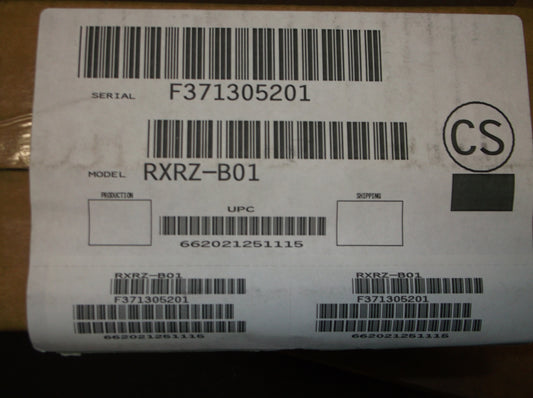 SERIAL F371305201
CS
MODEL RXRZ-B01
PRODUCTION
SHIPPING
UPC
662021251115
RXRZ-B01
F371305201
662021251115
RXRZ-B01
F371305201
662021251115